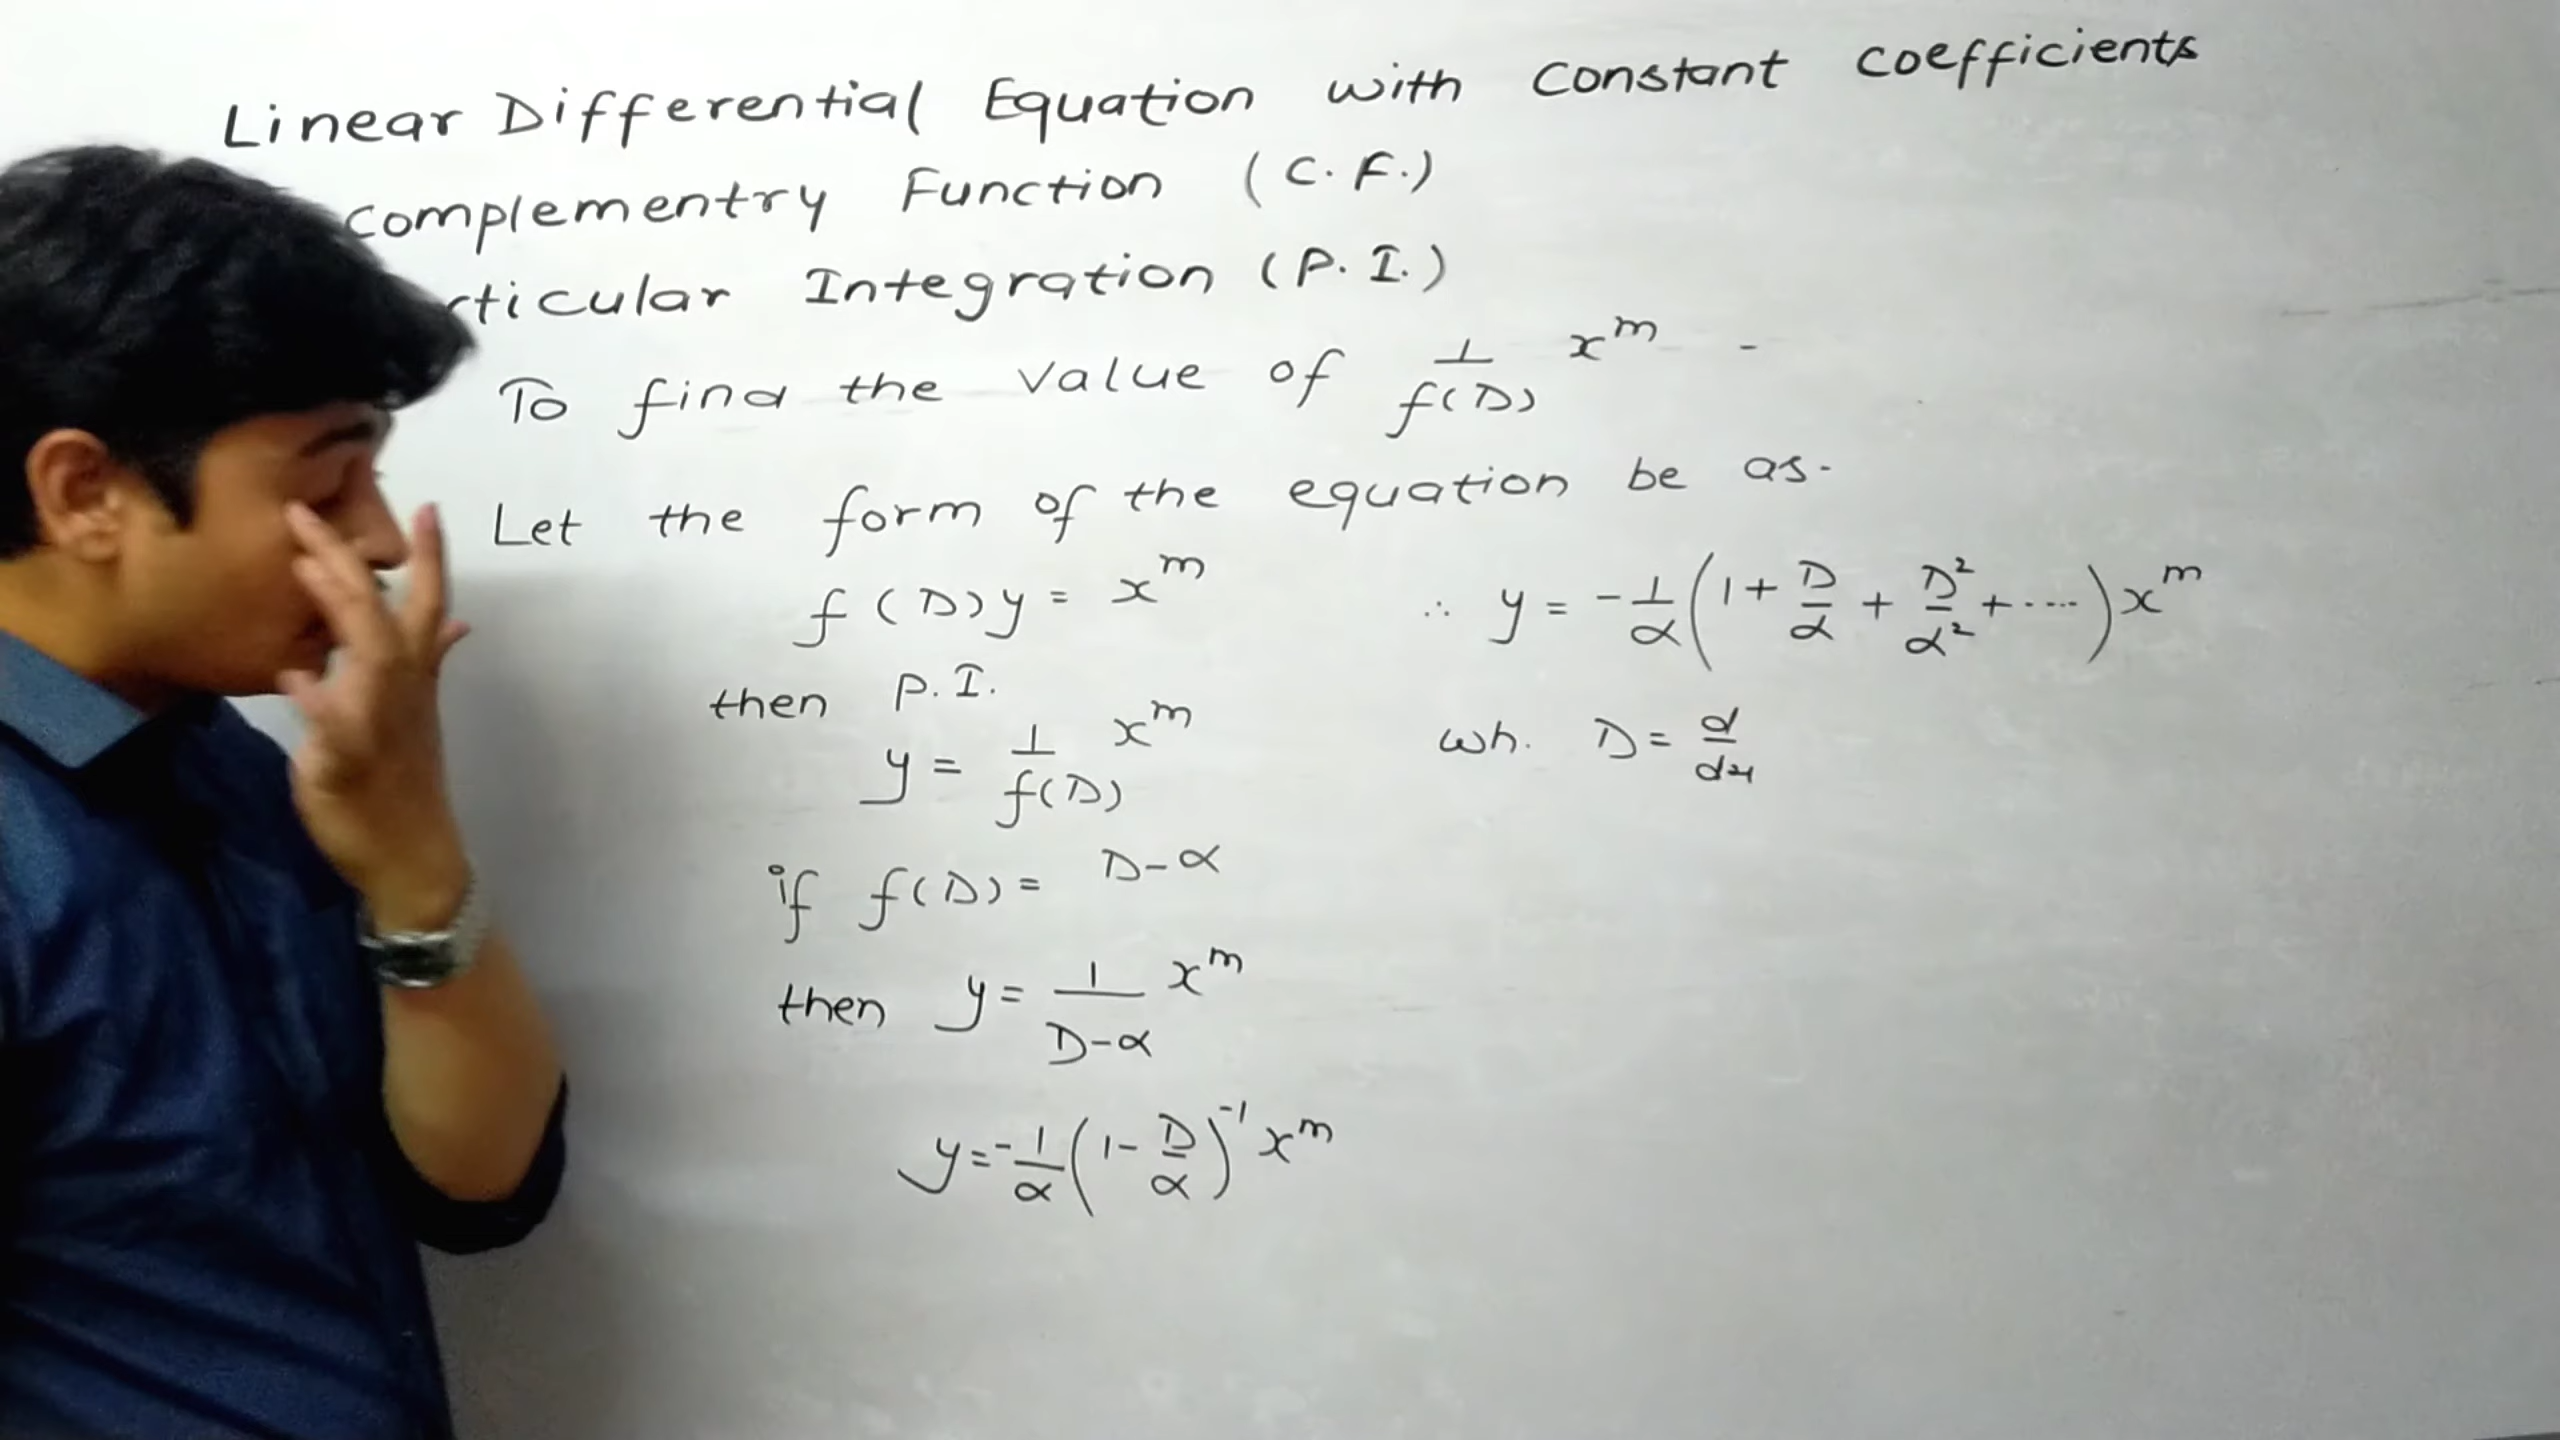 Linear Differential Equation with Constant coefficients
complementry Function (C.F.)
rticular Integration (P.I.)
To find the value of 1/f(D) x^m -
Let the form of the equation be as.
f(D)y = x^m
then P.I.
y = 1/f(D) x^m
if f(D) = D-α
then y = 1/(D-α) x^m
y = -1/α (1 - D/α)^-1 x^m
∴ y = -1/α (1 + D/α + D²/α² + .....) x^m
wh. D = d/dx